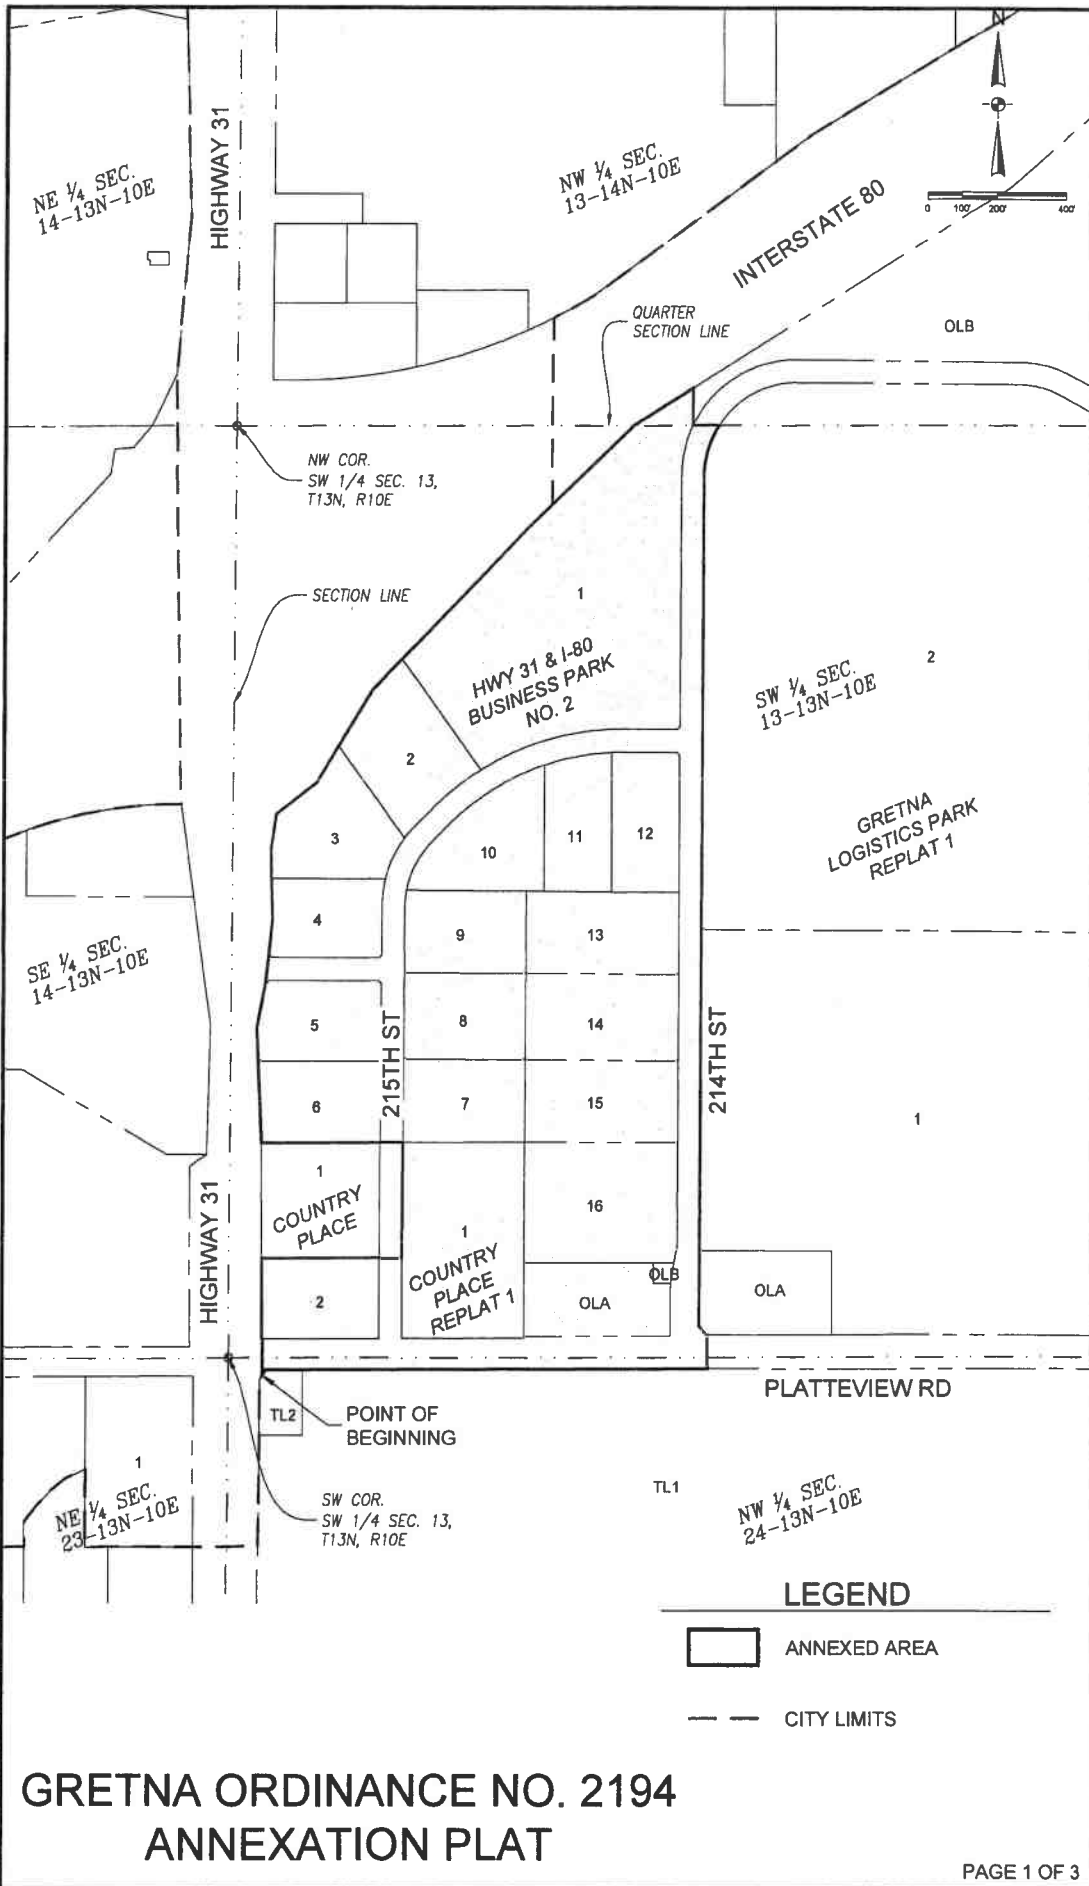 N
HIGHWAY 31
NE ¼ SEC.
14-13N-10E
NW ¼ SEC.
13-14N-10E
INTERSTATE 80
0 100' 200' 400'
QUARTER
SECTION LINE
OLB
NW COR.
SW 1/4 SEC. 13,
T13N, R10E
SECTION LINE
1
HWY 31 & I-80
BUSINESS PARK
NO. 2
SW ¼ SEC.
13-13N-10E
2
2
GRETNA
LOGISTICS PARK
REPLAT 1
3
10
11
12
4
9
13
SE ¼ SEC.
14-13N-10E
5
215TH ST
8
14
214TH ST
6
7
15
1
1
COUNTRY
PLACE
HIGHWAY 31
1
COUNTRY
PLACE
REPLAT 1
16
2
OLB
OLA
OLA
PLATTEVIEW RD
TL2
POINT OF
BEGINNING
1
NE ¼ SEC.
23-13N-10E
SW COR.
SW 1/4 SEC. 13,
T13N, R10E
TL1
NW ¼ SEC.
24-13N-10E
LEGEND
ANNEXED AREA
CITY LIMITS
GRETNA ORDINANCE NO. 2194
ANNEXATION PLAT
PAGE 1 OF 3